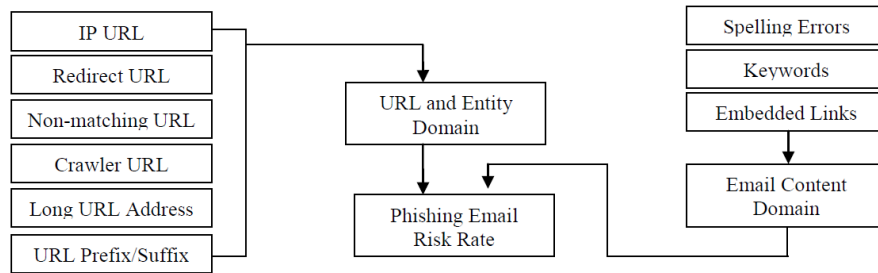 IP URL
Redirect URL
Non-matching URL
Crawler URL
Long URL Address
URL Prefix/Suffix
URL and Entity
Domain
Phishing Email
Risk Rate
Spelling Errors
Keywords
Embedded Links
Email Content
Domain